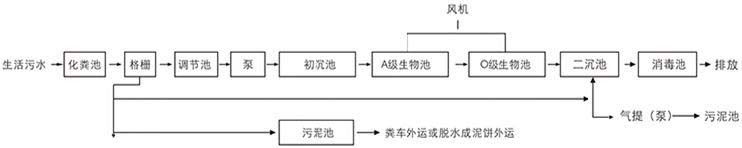 风机
生活污水 化粪池 格栅 调节池 泵 初沉池 A级生物池 O级生物池 二沉池 消毒池 排放
气提（泵） 污泥池
污泥池 粪车外运或脱水成泥饼外运